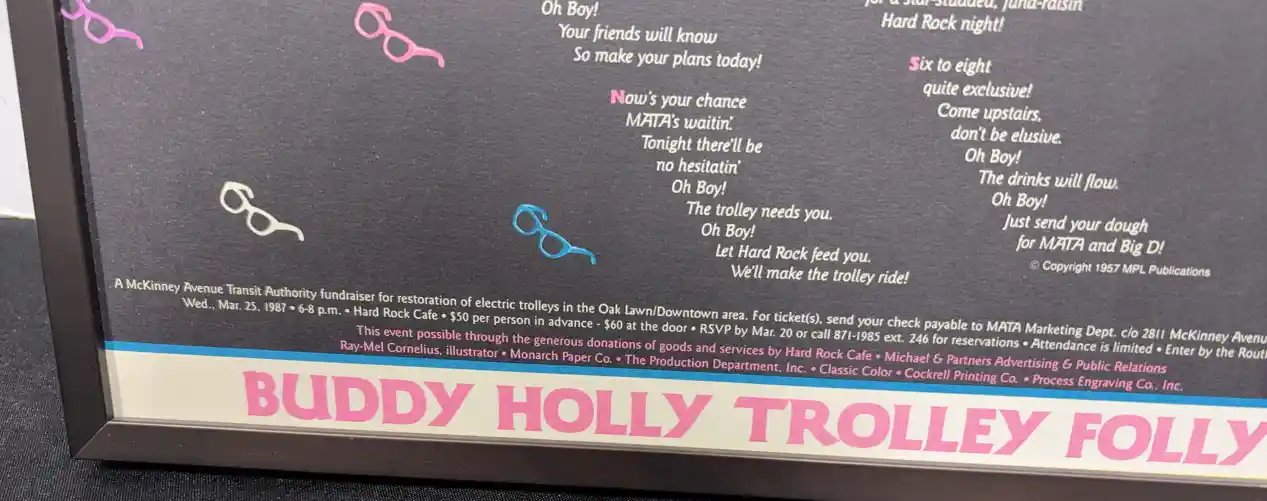 Oh Boy!
Your friends will know
So make your plans today!
Now's your chance
MATA's waitin'.
Tonight there'll be
no hesitatin'
Oh Boy!
The trolley needs you.
Oh Boy!
Let Hard Rock feed you.
We'll make the trolley ride!
for a star-studded, fund-raisin'
Hard Rock night!
Six to eight
quite exclusive!
Come upstairs,
don't be elusive.
Oh Boy!
The drinks will flow.
Oh Boy!
Just send your dough
for MATA and Big D!
© Copyright 1957 MPL Publications
A McKinney Avenue Transit Authority fundraiser for restoration of electric trolleys in the Oak Lawn/Downtown area. For ticket(s), send your check payable to MATA Marketing Dept. c/o 2811 McKinney Avenu
Wed., Mar. 25, 1987 • 6-8 p.m. • Hard Rock Cafe • $50 per person in advance - $60 at the door • RSVP by Mar. 20 or call 871-1985 ext. 246 for reservations • Attendance is limited • Enter by the Rout
This event possible through the generous donations of goods and services by Hard Rock Cafe • Michael & Partners Advertising & Public Relations
Ray-Mel Cornelius, illustrator • Monarch Paper Co. • The Production Department, Inc. • Classic Color • Cockrell Printing Co. • Process Engraving Co., Inc.
BUDDY HOLLY TROLLEY FOLLY